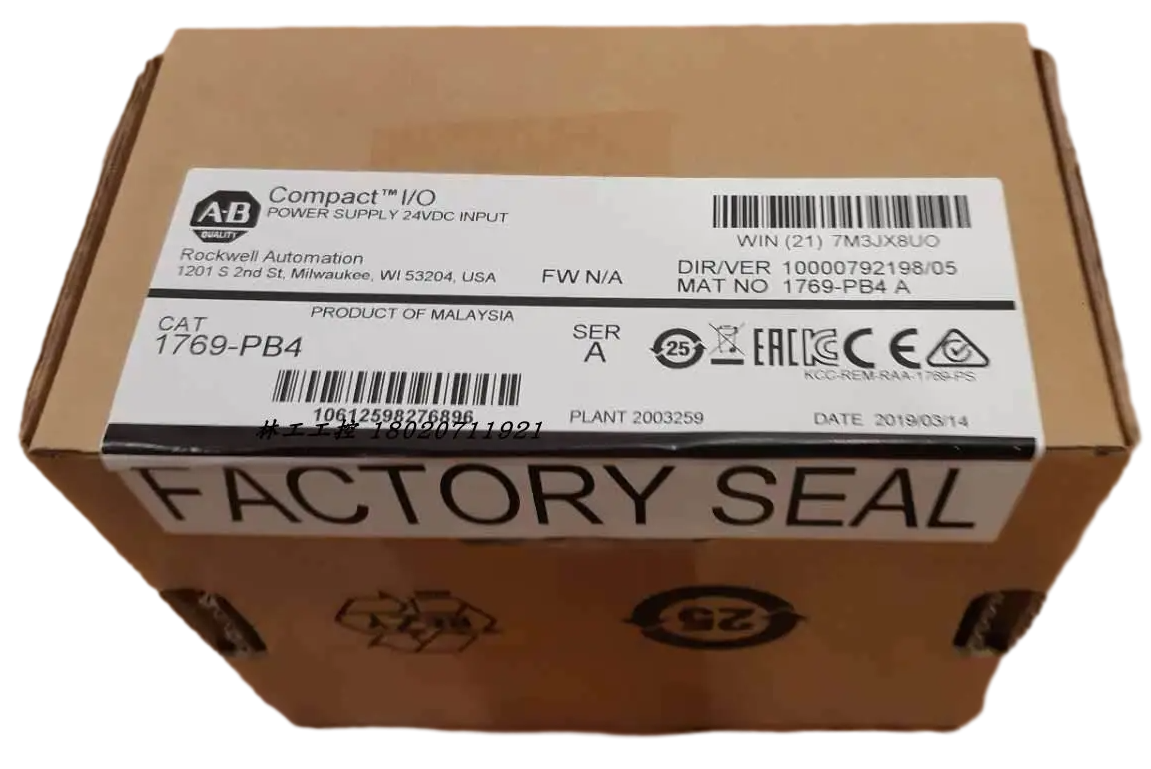 A-B
QUALITY
Compact™ I/O
POWER SUPPLY 24VDC INPUT
Rockwell Automation
1201 S 2nd St, Milwaukee, WI 53204, USA
FW N/A
WIN (21) 7M3JX8UO
DIR/VER 10000792198/05
MAT NO 1769-PB4 A
PRODUCT OF MALAYSIA
CAT
1769-PB4
SER
A
25
EAC
CE
KCC-REM-RAA-1769-PS
10612598276896
PLANT 2003259
DATE 2019/03/14
林工工控 18020711921
FACTORY SEAL
25